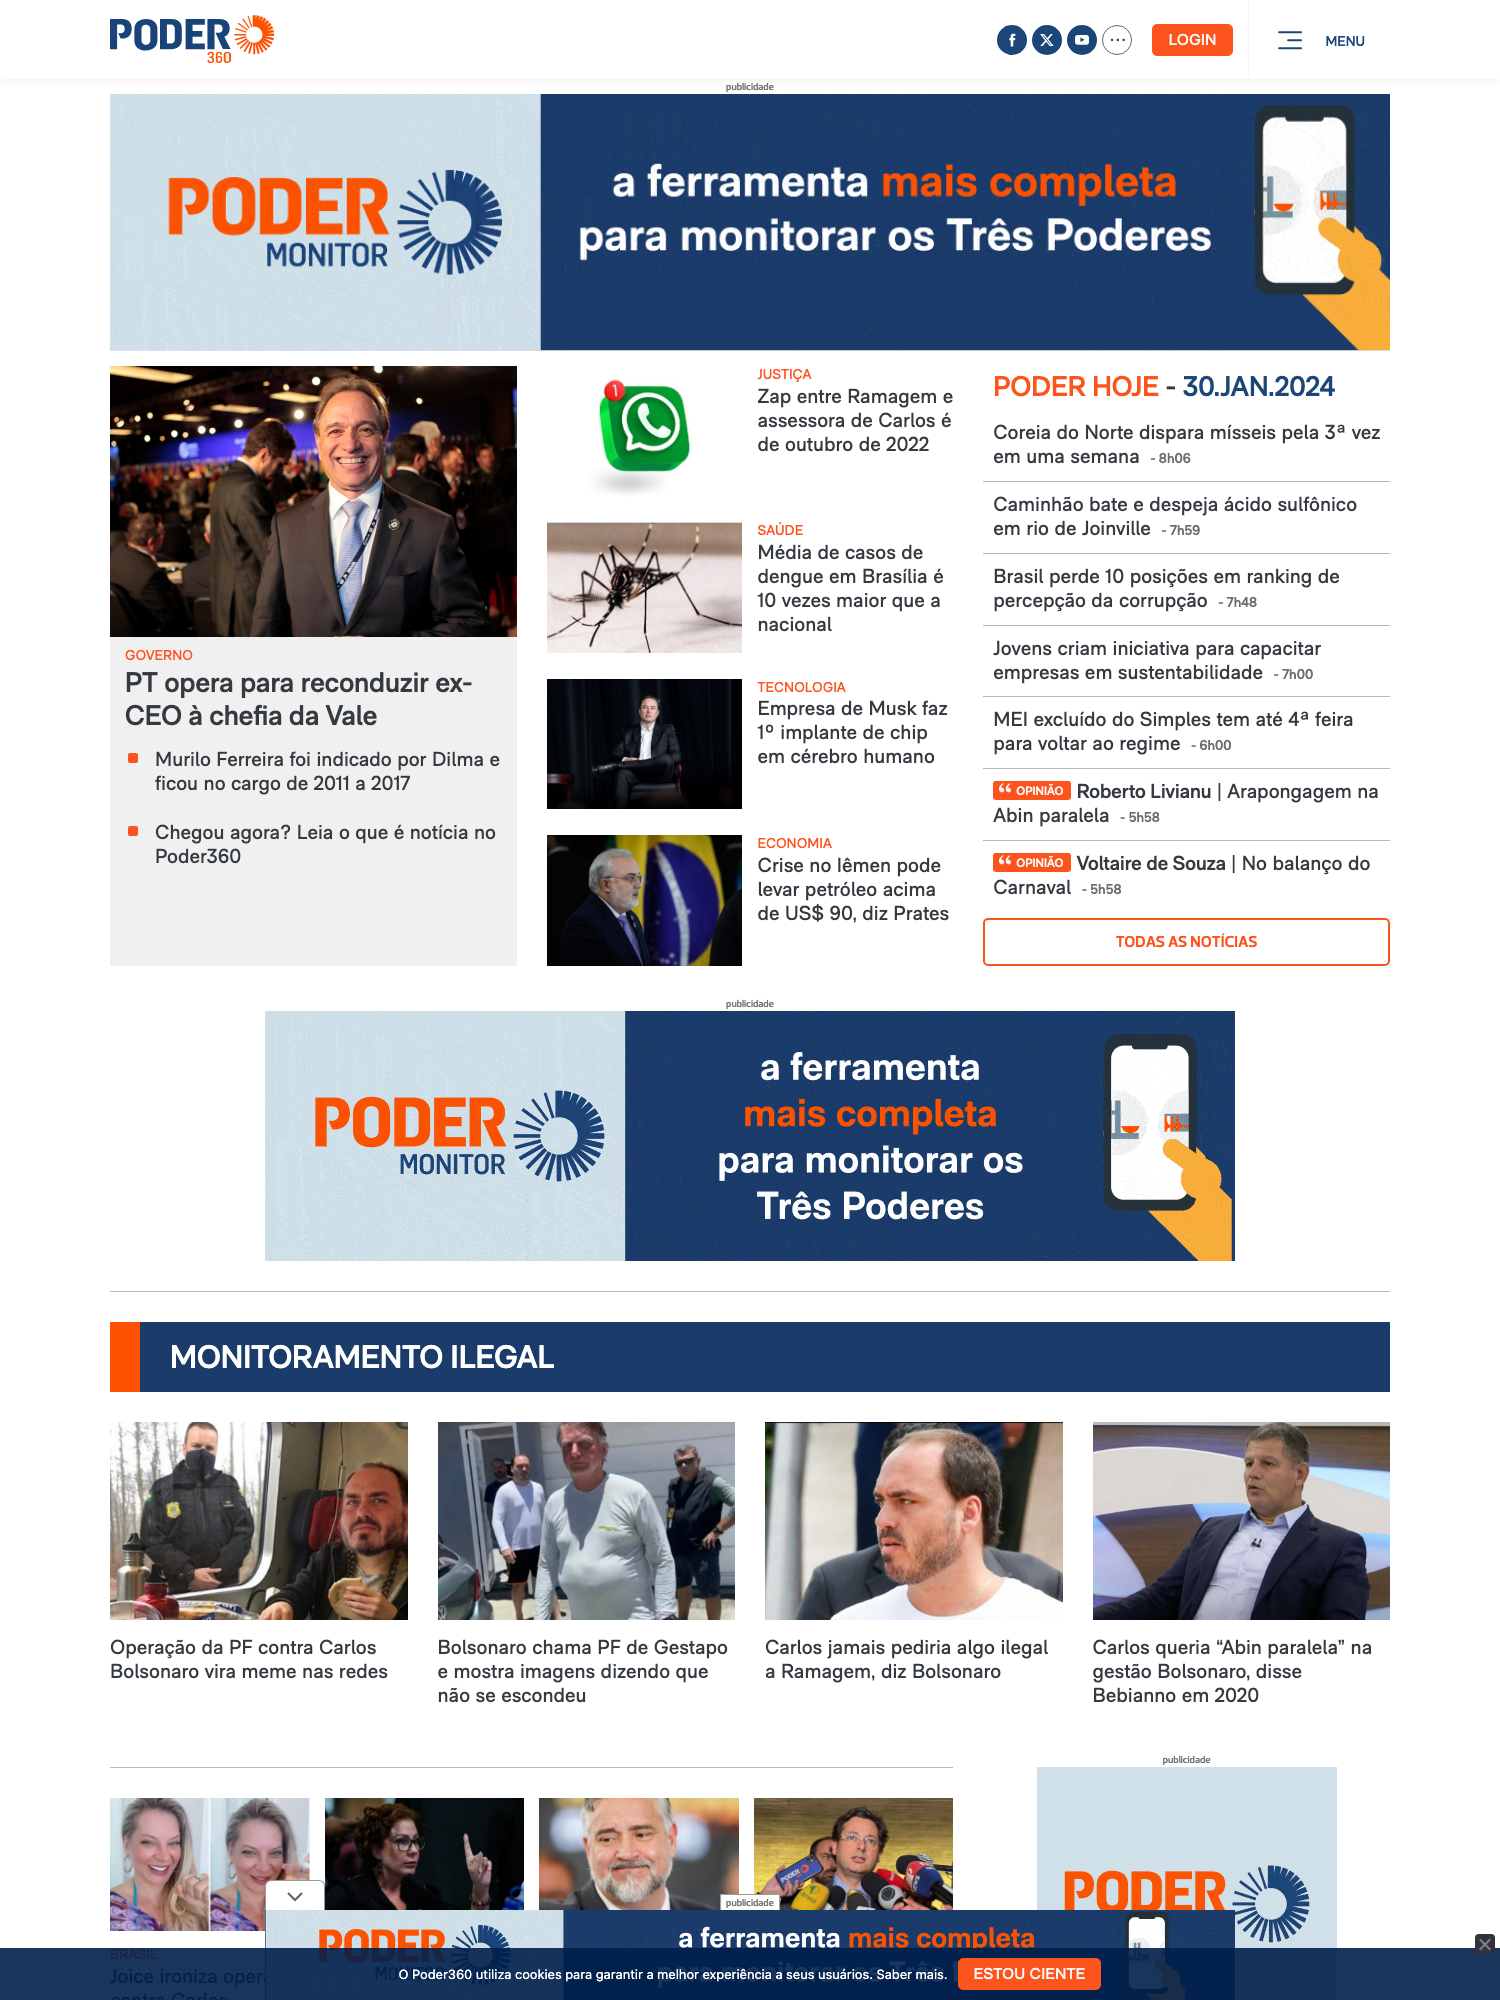 PODER
360
LOGIN
MENU
publicidade
PODER
MONITOR
a ferramenta mais completa
para monitorar os Três Poderes
GOVERNO
PT opera para reconduzir ex-
CEO à chefia da Vale
Murilo Ferreira foi indicado por Dilma e
ficou no cargo de 2011 a 2017
Chegou agora? Leia o que é notícia no
Poder360
1
JUSTIÇA
Zap entre Ramagem e
assessora de Carlos é
de outubro de 2022
SAÚDE
Média de casos de
dengue em Brasília é
10 vezes maior que a
nacional
TECNOLOGIA
Empresa de Musk faz
1º implante de chip
em cérebro humano
ECONOMIA
Crise no Iêmen pode
levar petróleo acima
de US$ 90, diz Prates
PODER HOJE - 30.JAN.2024
Coreia do Norte dispara mísseis pela 3ª vez
em uma semana - 8h06
Caminhão bate e despeja ácido sulfônico
em rio de Joinville - 7h59
Brasil perde 10 posições em ranking de
percepção da corrupção - 7h48
Jovens criam iniciativa para capacitar
empresas em sustentabilidade - 7h00
MEI excluído do Simples tem até 4ª feira
para voltar ao regime - 6h00
OPINIÃO Roberto Livianu | Arapongagem na
Abin paralela - 5h58
OPINIÃO Voltaire de Souza | No balanço do
Carnaval - 5h58
TODAS AS NOTÍCIAS
publicidade
PODER
MONITOR
a ferramenta
mais completa
para monitorar os
Três Poderes
MONITORAMENTO ILEGAL
Operação da PF contra Carlos
Bolsonaro vira meme nas redes
Bolsonaro chama PF de Gestapo
e mostra imagens dizendo que
não se escondeu
Carlos jamais pediria algo ilegal
a Ramagem, diz Bolsonaro
Carlos queria “Abin paralela” na
gestão Bolsonaro, disse
Bebianno em 2020
publicidade
PODER
publicidade
PODER
a ferramenta mais completa
BRASIL
Joice ironiza opera
contra Carlos
O Poder360 utiliza cookies para garantir a melhor experiência a seus usuários. Saber mais.
ESTOU CIENTE